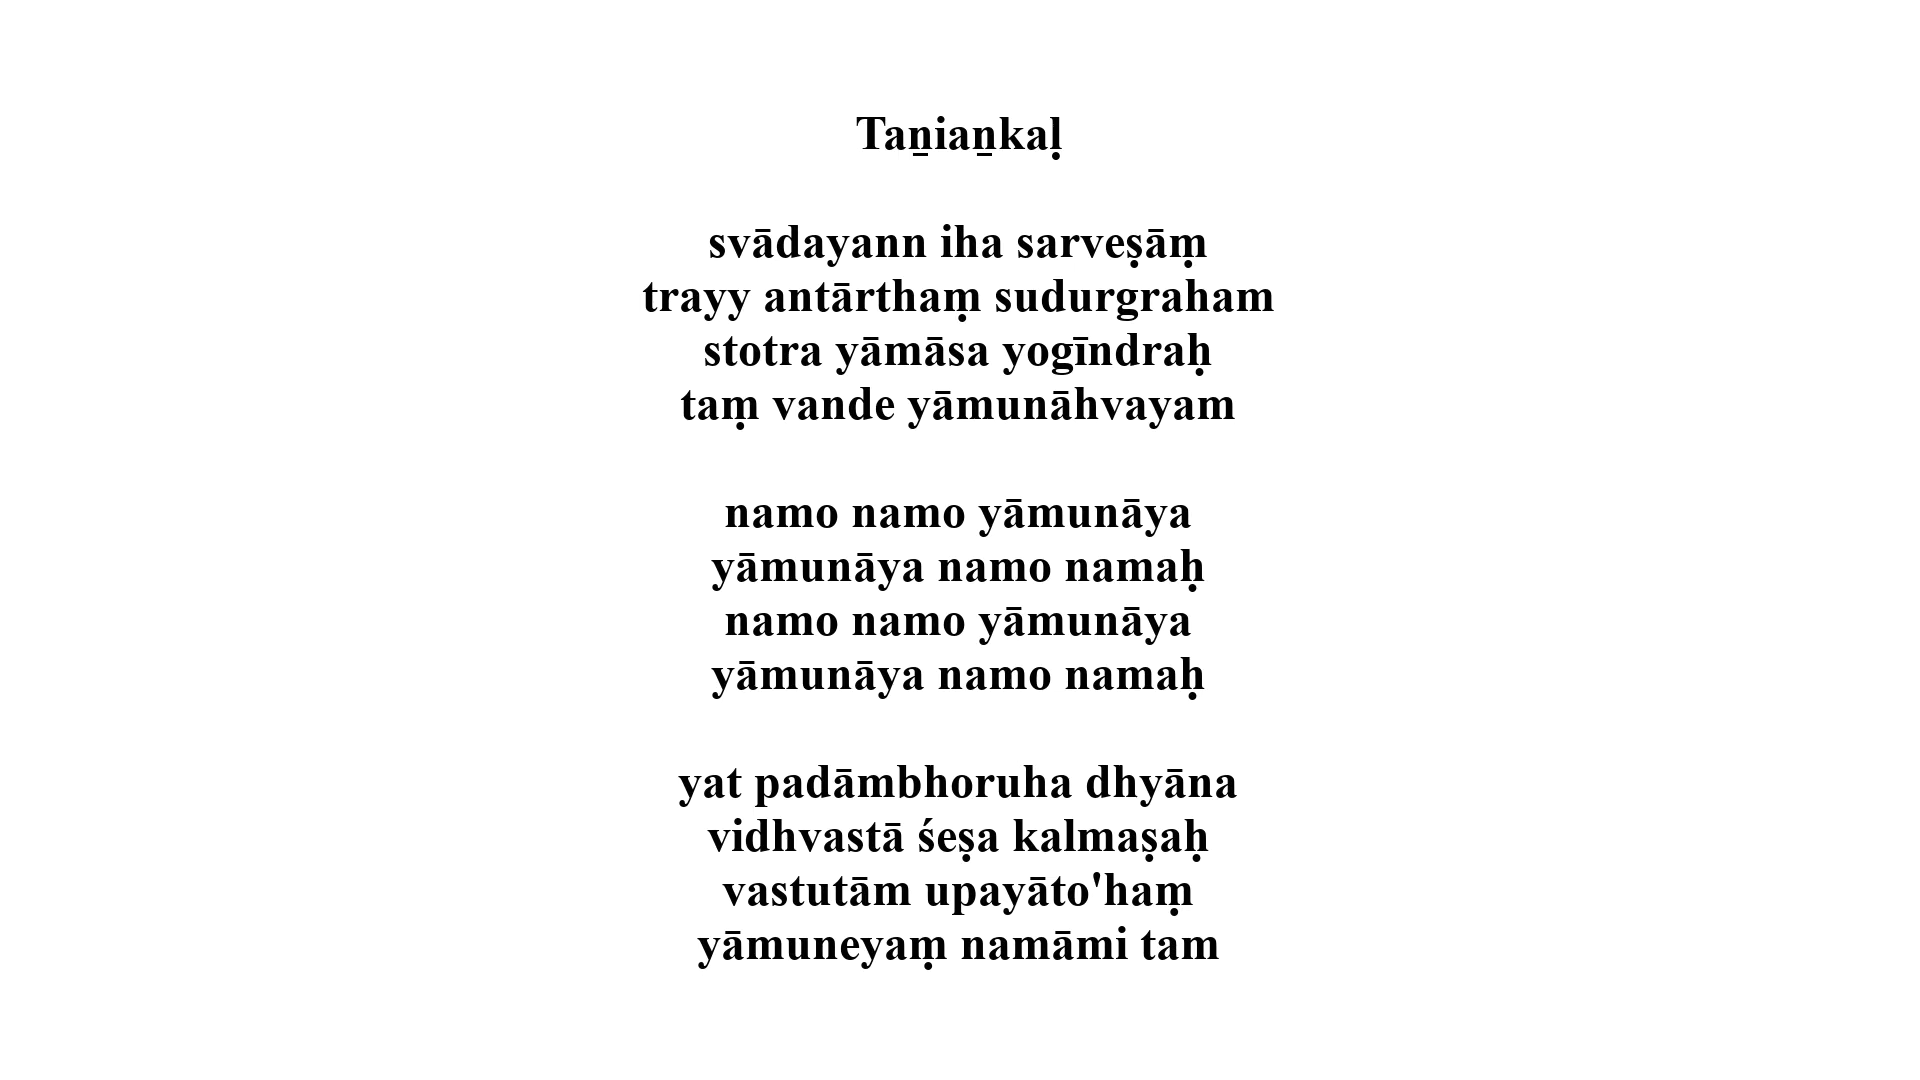 Taṉiaṉkaḷ
svādayann iha sarveṣāṃ
trayy antārthaṃ sudurgraham
stotra yāmāsa yogīndraḥ
taṃ vande yāmunāhvayam
namo namo yāmunāya
yāmunāya namo namaḥ
namo namo yāmunāya
yāmunāya namo namaḥ
yat padāmbhoruha dhyāna
vidhvastā śeṣa kalmaṣaḥ
vastutām upayāto'haṃ
yāmuneyaṃ namāmi tam